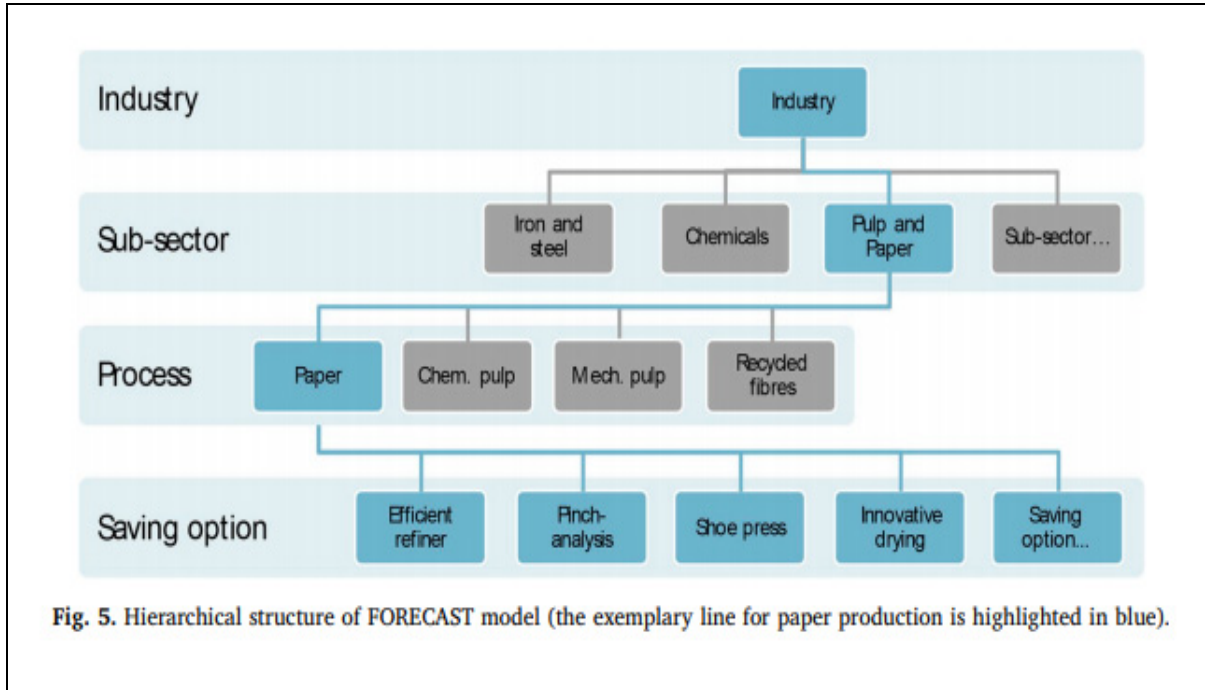 Industry
Industry
Sub-sector
Iron and
steel
Chemicals
Pulp and
Paper
Sub-sector...
Process
Paper
Chem. pulp
Mech. pulp
Recycled
fibres
Saving option
Efficient
refiner
Pinch-
analysis
Shoe press
Innovative
drying
Saving
option...
Fig. 5. Hierarchical structure of FORECAST model (the exemplary line for paper production is highlighted in blue).